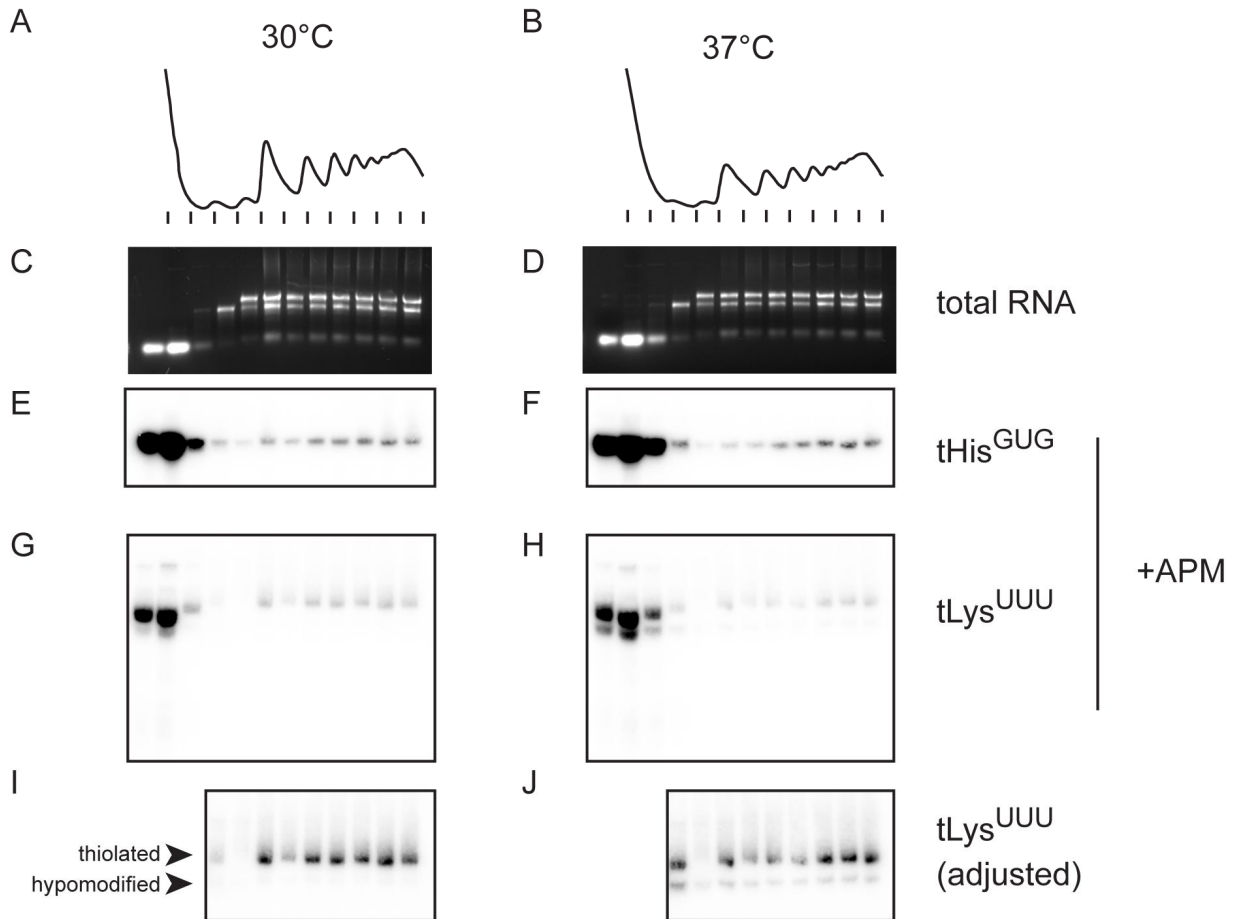 A
30°C
B
37°C
C
D
total RNA
E
F
tHisGUG
G
H
tLysUUU
+APM
I
J
thiolated
hypomodified
tLysUUU
(adjusted)